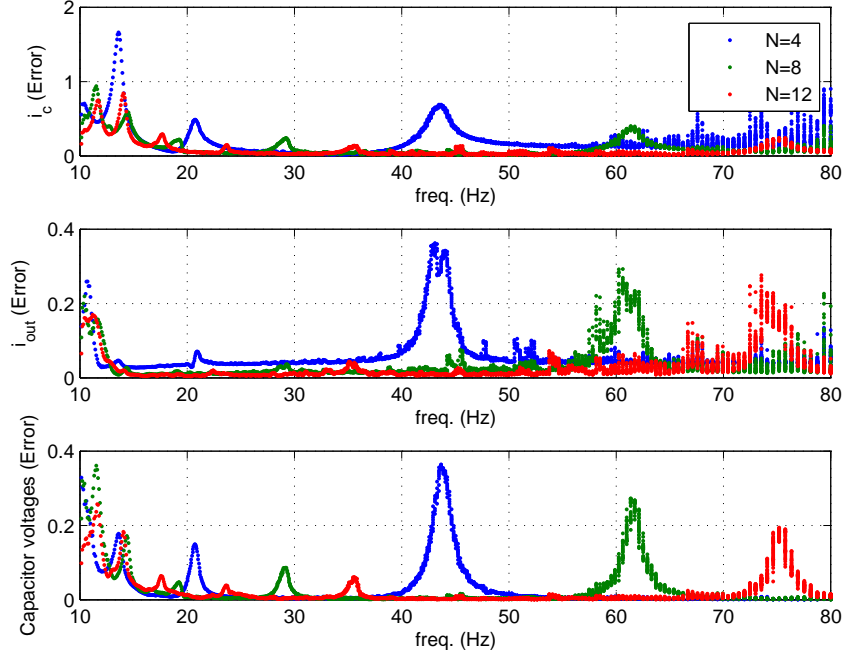 2
1
0
i_c (Error)
N=4
N=8
N=12
10 20 30 40 50 60 70 80
freq. (Hz)
0.4
0.2
0
i_out (Error)
10 20 30 40 50 60 70 80
freq. (Hz)
0.4
0.2
0
Capacitor voltages (Error)
10 20 30 40 50 60 70 80
freq. (Hz)